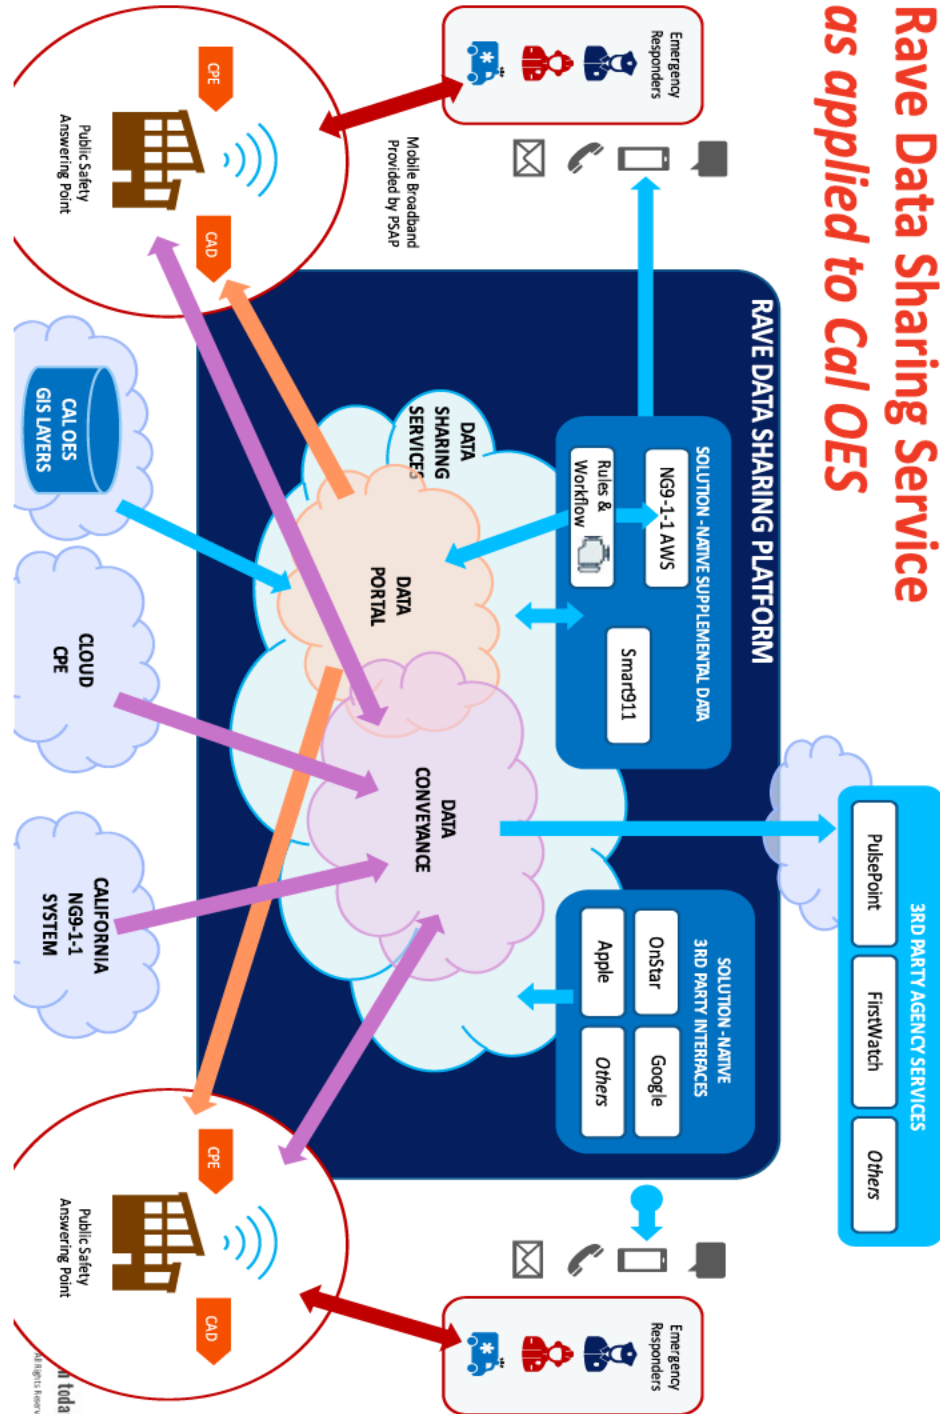 Rave Data Sharing Service
as applied to Cal OES
3RD PARTY AGENCY SERVICES
PulsePoint
FirstWatch
Others
RAVE DATA SHARING PLATFORM
Emergency
Responders
Mobile Broadband
Provided by PSAP
SOLUTION -NATIVE SUPPLEMENTAL DATA
NG9-1-1 AWS
Smart911
Rules &
Workflow
SOLUTION -NATIVE
3RD PARTY INTERFACES
OnStar
Google
Apple
Others
Emergency
Responders
DATA
SHARING
SERVICES
DATA
PORTAL
DATA
CONVEYANCE
CPE
CAD
Public Safety
Answering Point
CAL OES
GIS LAYERS
CLOUD
CPE
CALIFORNIA
NG9-1-1
SYSTEM
CPE
CAD
Public Safety
Answering Point
toda
All Rights Reserv